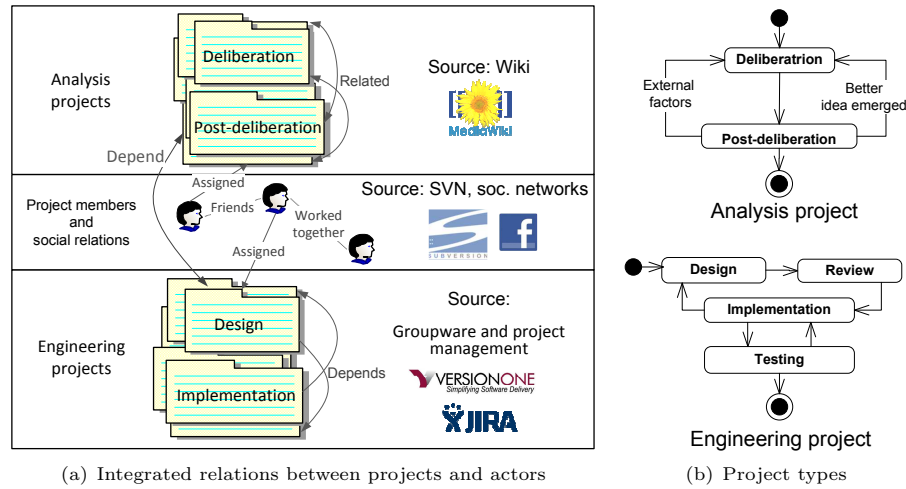 Analysis
projects
Deliberation
Post-deliberation
Related
Source: Wiki
MediaWiki
Depend
Project members
and
social relations
Assigned
Friends
Worked
together
Assigned
Source: SVN, soc. networks
SUBVERSION
f
Engineering
projects
Design
Implementation
Depends
Source:
Groupware and project
management
VERSIONONE
Simplifying Software Delivery
JIRA
(a) Integrated relations between projects and actors
Deliberatrion
External
factors
Better
idea emerged
Post-deliberation
Analysis project
Design
Review
Implementation
Testing
Engineering project
(b) Project types